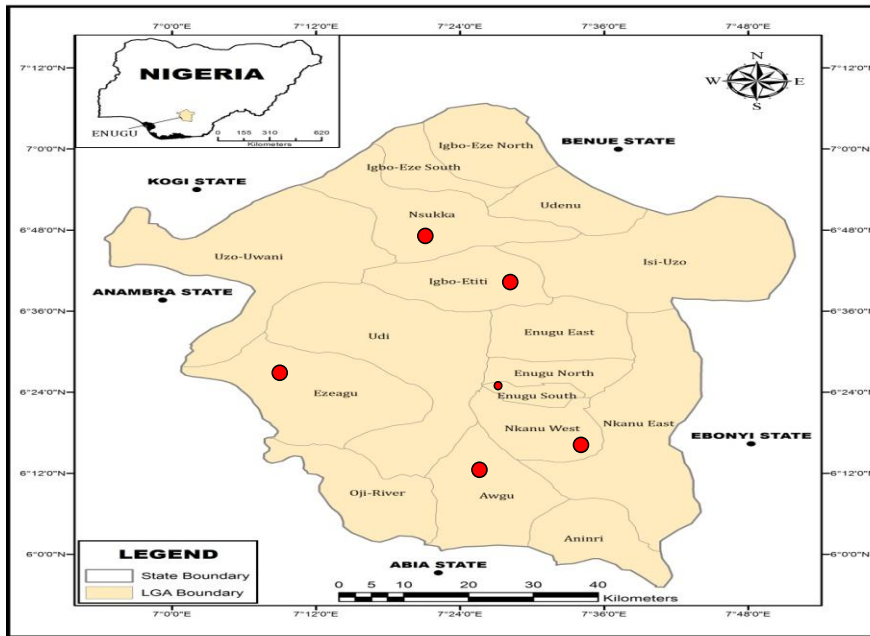 7°0'0"E 7°12'0"E 7°24'0"E 7°36'0"E 7°48'0"E
NIGERIA
ENUGU
0 155 310 620
Kilometers
N
W E
S
7°12'0"N 7°12'0"N
7°0'0"N 7°0'0"N
6°48'0"N 6°48'0"N
6°36'0"N 6°36'0"N
6°24'0"N 6°24'0"N
6°12'0"N 6°12'0"N
6°0'0"N 6°0'0"N
BENUE STATE
KOGI STATE
ANAMBRA STATE
EBONYI STATE
ABIA STATE
Igbo-Eze North
Igbo-Eze South
Udenu
Nsukka
Uzo-Uwani
Isi-Uzo
Igbo-Etiti
Enugu East
Udi
Enugu North
Ezeagu
Enugu South
Nkanu West
Nkanu East
Oji-River
Awgu
Aninri
LEGEND
State Boundary
LGA Boundary
0 5 10 20 30 40
Kilometers
7°0'0"E 7°12'0"E 7°24'0"E 7°36'0"E 7°48'0"E